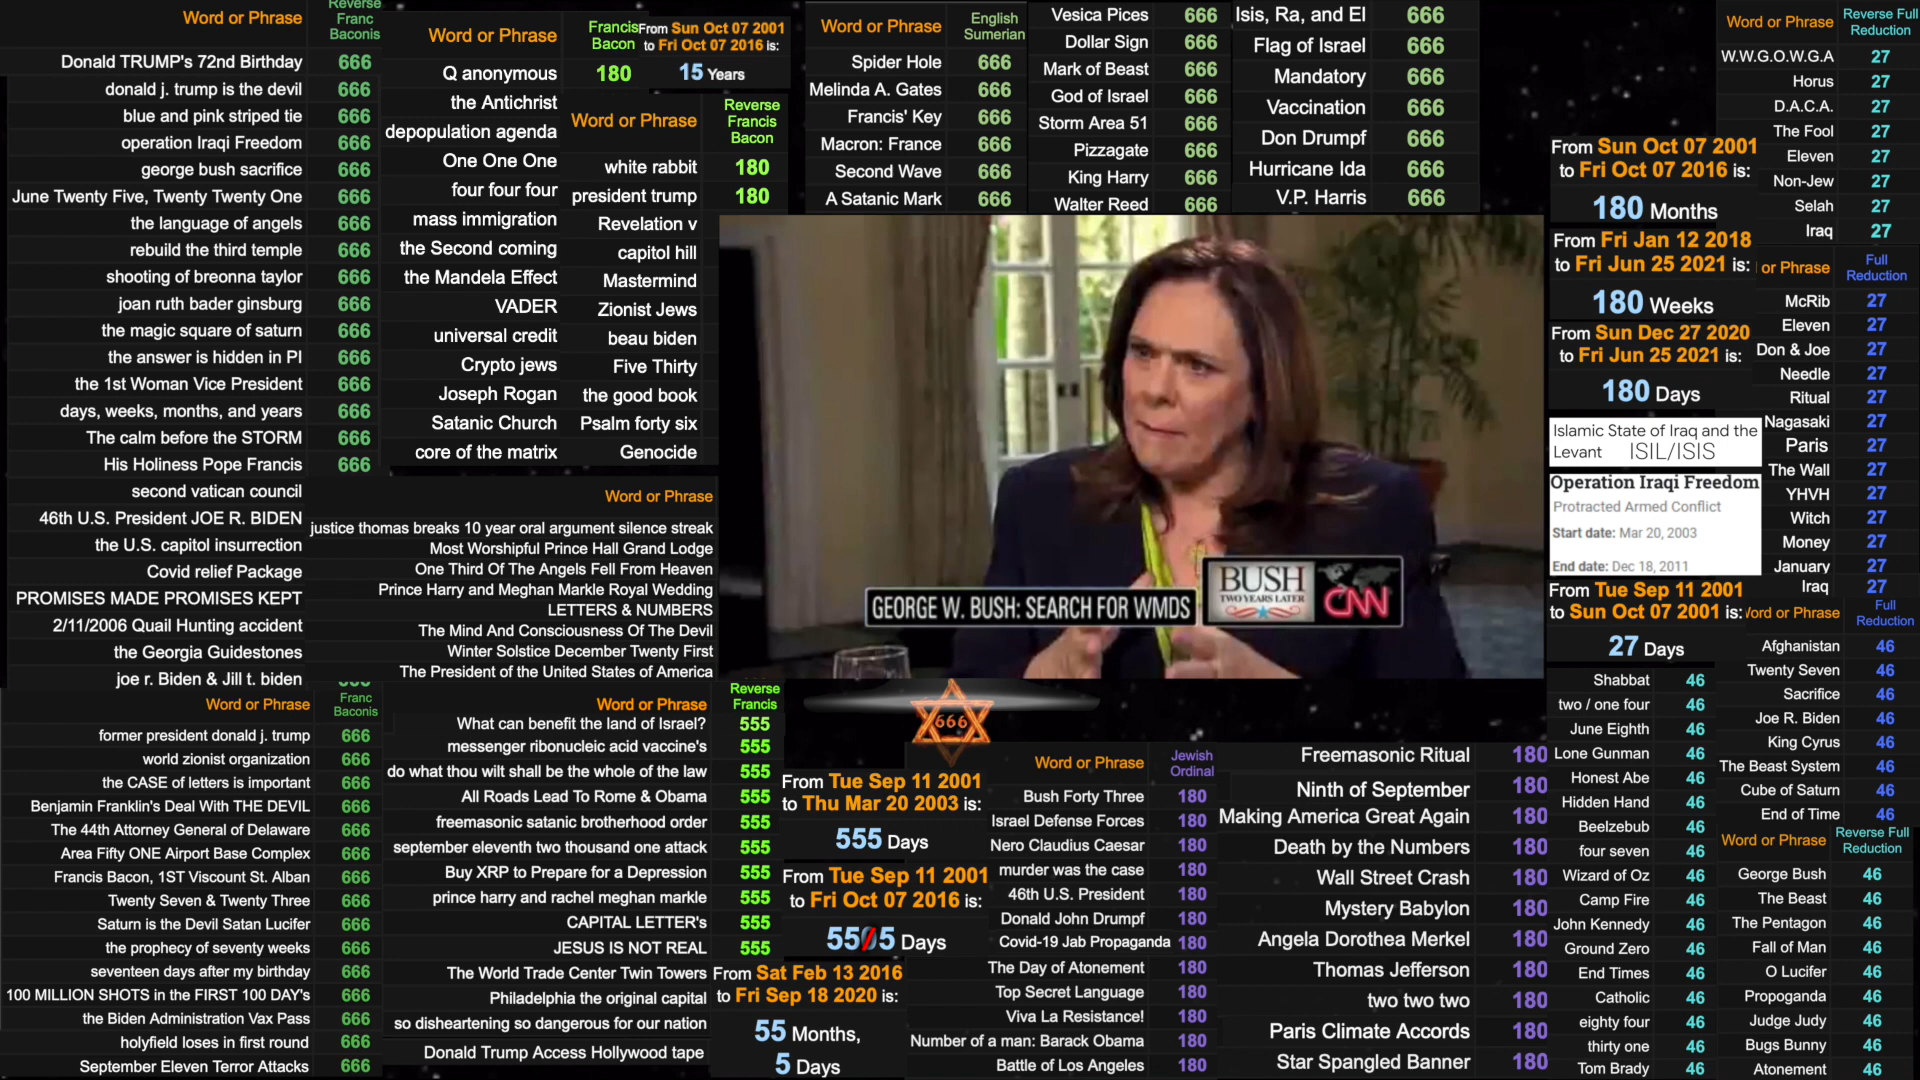 Word or Phrase
Reverse
Franc
Baconis
Donald TRUMP's 72nd Birthday 666
donald j. trump is the devil 666
blue and pink striped tie 666
operation Iraqi Freedom 666
george bush sacrifice 666
June Twenty Five, Twenty Twenty One 666
the language of angels 666
rebuild the third temple 666
shooting of breonna taylor 666
joan ruth bader ginsburg 666
the magic square of saturn 666
the answer is hidden in PI 666
the 1st Woman Vice President 666
days, weeks, months, and years 666
The calm before the STORM 666
His Holiness Pope Francis 666
second vatican council
46th U.S. President JOE R. BIDEN
the U.S. capitol insurrection
Covid relief Package
PROMISES MADE PROMISES KEPT
2/11/2006 Quail Hunting accident
the Georgia Guidestones
joe r. Biden & Jill t. biden
Word or Phrase
Franc
Baconis
former president donald j. trump 666
world zionist organization 666
the CASE of letters is important 666
Benjamin Franklin's Deal With THE DEVIL 666
The 44th Attorney General of Delaware 666
Area Fifty ONE Airport Base Complex 666
Francis Bacon, 1ST Viscount St. Alban 666
Twenty Seven & Twenty Three 666
Saturn is the Devil Satan Lucifer 666
the prophecy of seventy weeks 666
seventeen days after my birthday 666
100 MILLION SHOTS in the FIRST 100 DAY's 666
the Biden Administration Vax Pass 666
holyfield loses in first round 666
September Eleven Terror Attacks 666
Word or Phrase
Francis
Bacon
Q anonymous 180
the Antichrist
depopulation agenda
One One One
four four four
mass immigration
the Second coming
the Mandela Effect
VADER
universal credit
Crypto jews
Joseph Rogan
Satanic Church
core of the matrix
From Sun Oct 07 2001
to Fri Oct 07 2016 is:
15 Years
Word or Phrase
Reverse
Francis
Bacon
white rabbit 180
president trump 180
Revelation v
capitol hill
Mastermind
Zionist Jews
beau biden
Five Thirty
the good book
Psalm forty six
Genocide
Word or Phrase
justice thomas breaks 10 year oral argument silence streak
Most Worshipful Prince Hall Grand Lodge
One Third Of The Angels Fell From Heaven
Prince Harry and Meghan Markle Royal Wedding
LETTERS & NUMBERS
The Mind And Consciousness Of The Devil
Winter Solstice December Twenty First
The President of the United States of America
Word or Phrase
Reverse
Francis
What can benefit the land of Israel? 555
messenger ribonucleic acid vaccine's 555
do what thou wilt shall be the whole of the law 555
All Roads Lead To Rome & Obama 555
freemasonic satanic brotherhood order 555
september eleventh two thousand one attack 555
Buy XRP to Prepare for a Depression 555
prince harry and rachel meghan markle 555
CAPITAL LETTER's 555
JESUS IS NOT REAL 555
The World Trade Center Twin Towers
Philadelphia the original capital
so disheartening so dangerous for our nation
Donald Trump Access Hollywood tape
Word or Phrase
English
Sumerian
Spider Hole 666
Melinda A. Gates 666
Francis' Key 666
Macron: France 666
Second Wave 666
A Satanic Mark 666
Vesica Pices 666
Dollar Sign 666
Mark of Beast 666
God of Israel 666
Storm Area 51 666
Pizzagate 666
King Harry 666
Walter Reed 666
Isis, Ra, and El 666
Flag of Israel 666
Mandatory 666
Vaccination 666
Don Drumpf 666
Hurricane Ida 666
V.P. Harris 666
GEORGE W. BUSH: SEARCH FOR WMDS
BUSH
TWO YEARS LATER
CNN
666
From Tue Sep 11 2001
to Thu Mar 20 2003 is:
555 Days
From Tue Sep 11 2001
to Fri Oct 07 2016 is:
5505 Days
From Sat Feb 13 2016
to Fri Sep 18 2020 is:
55 Months,
5 Days
Word or Phrase
Jewish
Ordinal
Bush Forty Three 180
Israel Defense Forces 180
Nero Claudius Caesar 180
murder was the case 180
46th U.S. President 180
Donald John Drumpf 180
Covid-19 Jab Propaganda 180
The Day of Atonement 180
Top Secret Language 180
Viva La Resistance! 180
Number of a man: Barack Obama 180
Battle of Los Angeles 180
Freemasonic Ritual 180
Ninth of September 180
Making America Great Again 180
Death by the Numbers 180
Wall Street Crash 180
Mystery Babylon 180
Angela Dorothea Merkel 180
Thomas Jefferson 180
two two two 180
Paris Climate Accords 180
Star Spangled Banner 180
From Sun Oct 07 2001
to Fri Oct 07 2016 is:
180 Months
From Fri Jan 12 2018
to Fri Jun 25 2021 is:
180 Weeks
From Sun Dec 27 2020
to Fri Jun 25 2021 is:
180 Days
Islamic State of Iraq and the
Levant ISIL/ISIS
Operation Iraqi Freedom
Protracted Armed Conflict
Start date: Mar 20, 2003
End date: Dec 18, 2011
From Tue Sep 11 2001
to Sun Oct 07 2001 is:
27 Days
Shabbat 46
two / one four 46
June Eighth 46
Lone Gunman 46
Honest Abe 46
Hidden Hand 46
Beelzebub 46
four seven 46
Wizard of Oz 46
Camp Fire 46
John Kennedy 46
Ground Zero 46
End Times 46
Catholic 46
eighty four 46
thirty one 46
Tom Brady 46
Word or Phrase
Reverse Full
Reduction
W.W.G.O.W.G.A 27
Horus 27
D.A.C.A. 27
The Fool 27
Eleven 27
Non-Jew 27
Selah 27
Iraq 27
or Phrase
Full
Reduction
McRib 27
Eleven 27
Don & Joe 27
Needle 27
Ritual 27
Nagasaki 27
Paris 27
The Wall 27
YHVH 27
Witch 27
Money 27
January 27
Iraq 27
Word or Phrase
Full
Reduction
Afghanistan 46
Twenty Seven 46
Sacrifice 46
Joe R. Biden 46
King Cyrus 46
The Beast System 46
Cube of Saturn 46
End of Time 46
Word or Phrase
Reverse Full
Reduction
George Bush 46
The Beast 46
The Pentagon 46
Fall of Man 46
O Lucifer 46
Propoganda 46
Judge Judy 46
Bugs Bunny 46
Atonement 46